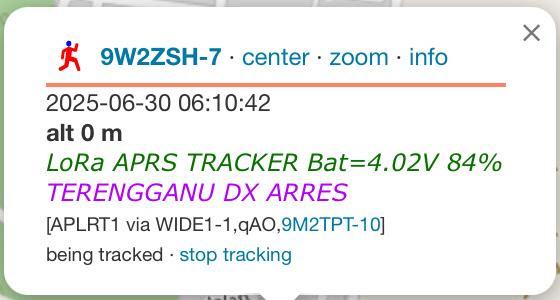 9W2ZSH-7 · center · zoom · info
2025-06-30 06:10:42
alt 0 m
LoRa APRS TRACKER Bat=4.02V 84%
TERENGGANU DX ARRES
[APLRT1 via WIDE1-1,qAO,9M2TPT-10]
being tracked · stop tracking